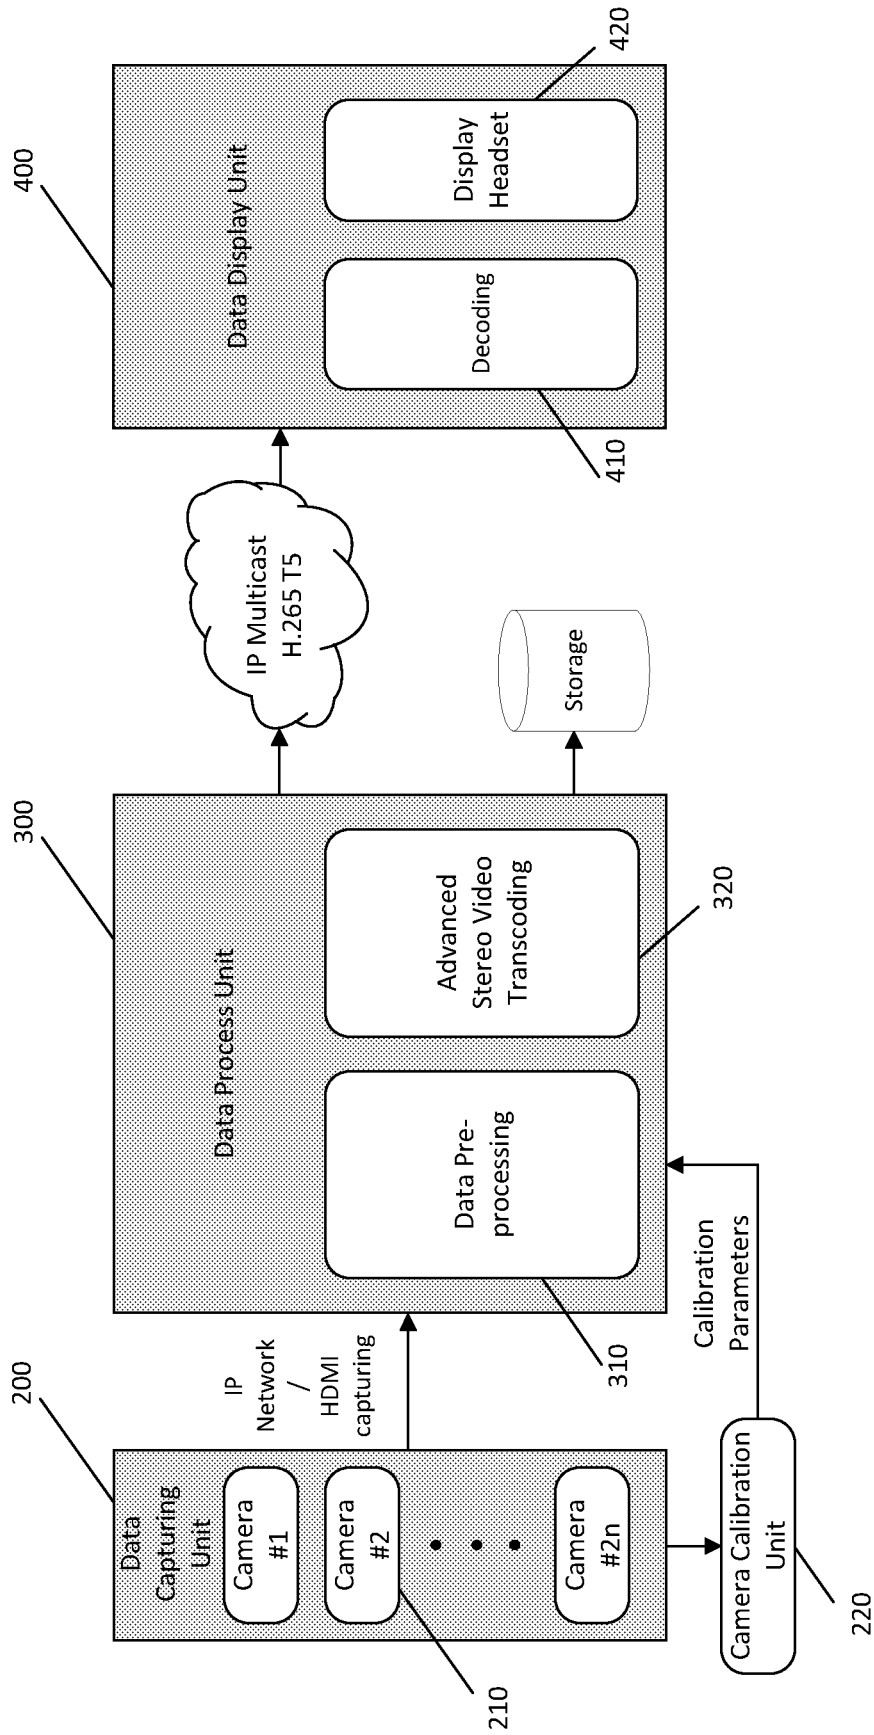 200
Data
Capturing
Unit
Camera
#1
Camera
#2
Camera
#2n
210
Camera Calibration
Unit
220
IP
Network
/
HDMI
capturing
Calibration
Parameters
300
Data Process Unit
Data Pre-
processing
310
Advanced
Stereo Video
Transcoding
320
IP Multicast
H.265 T5
Storage
400
Data Display Unit
Decoding
410
Display
Headset
420